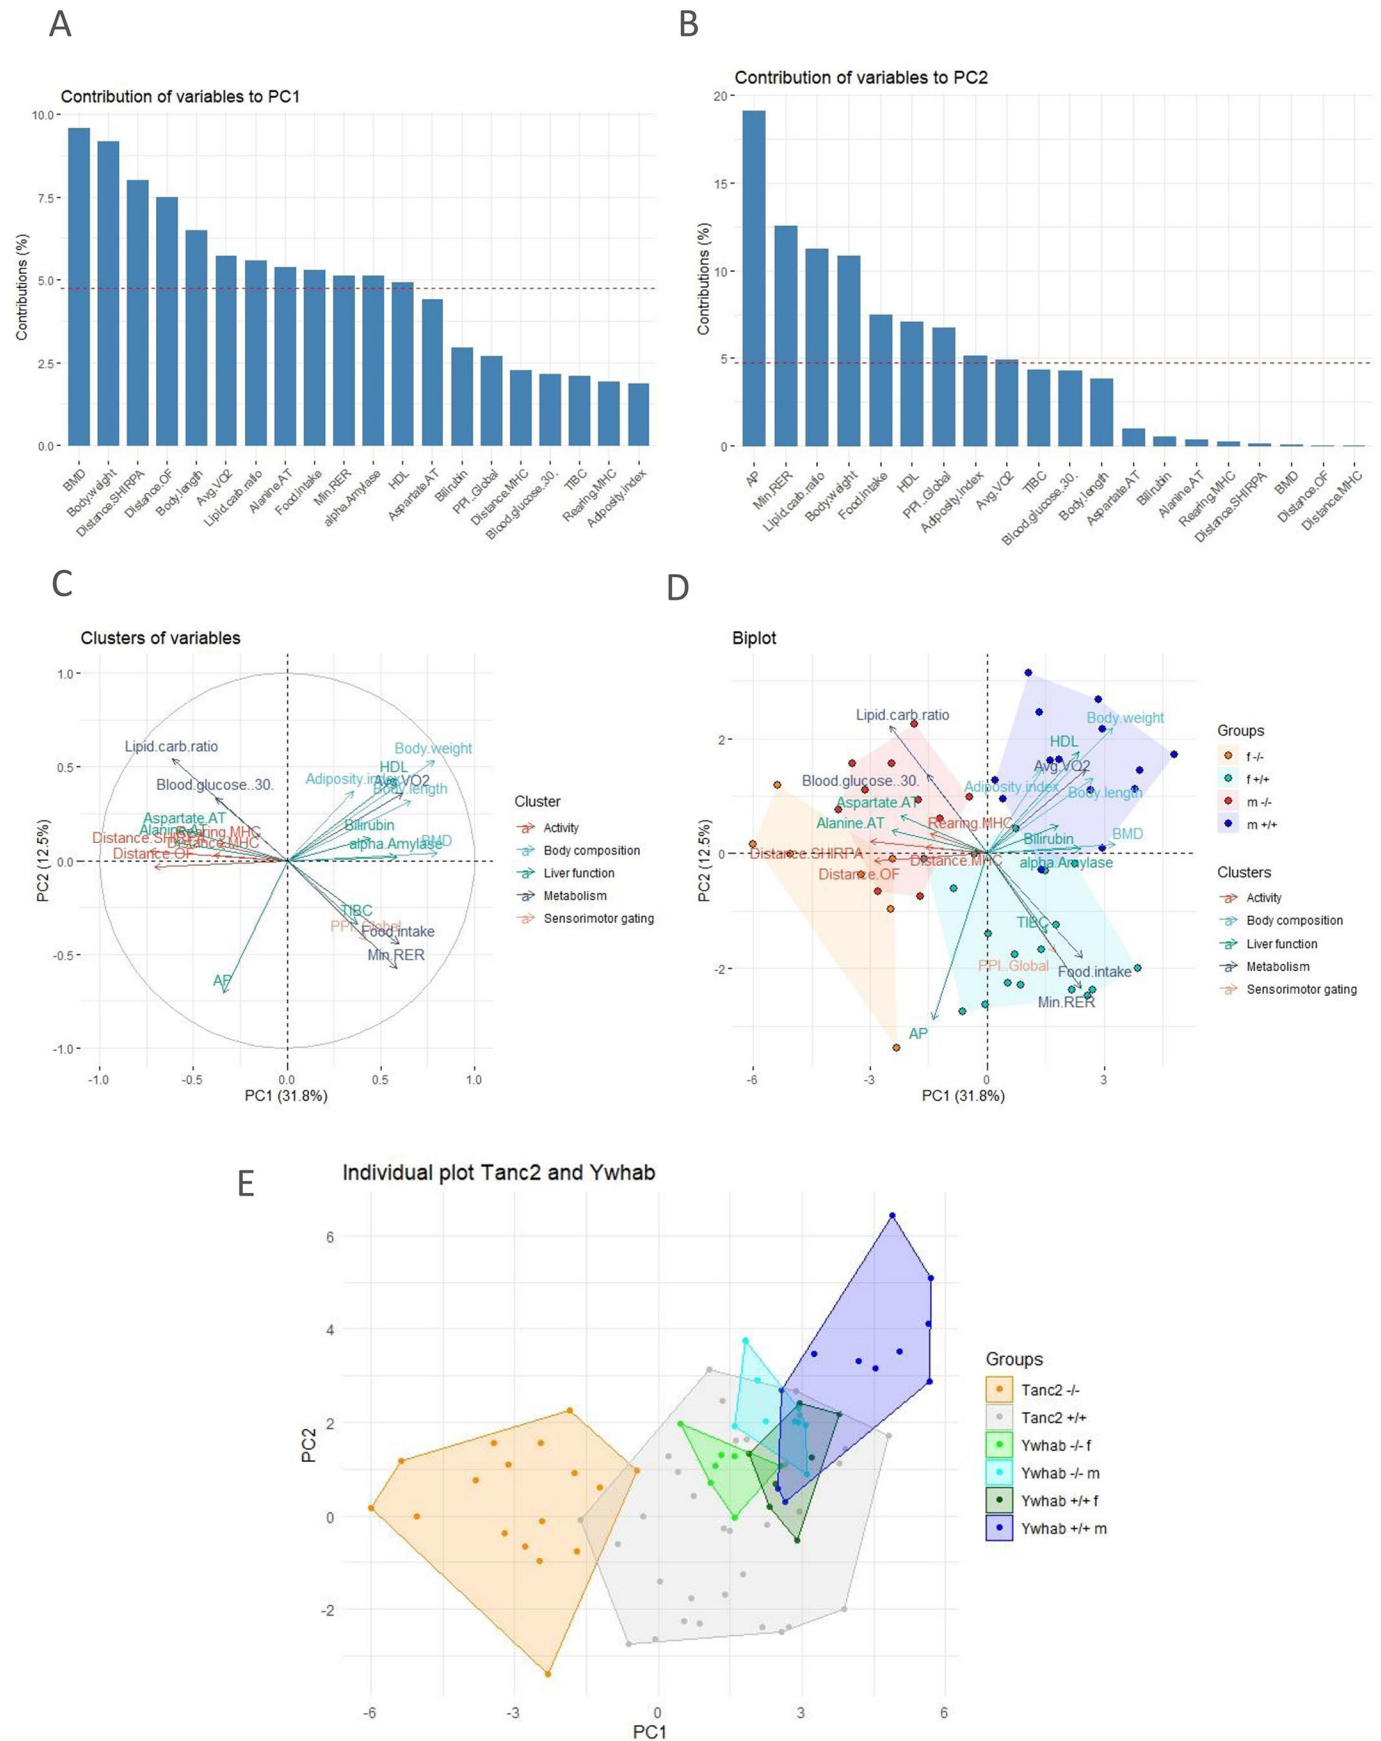 A
Contribution of variables to PC1
Contributions (%)
10.0
7.5
5.0
2.5
0.0
BMD
Body.weight
Distance.SHIRPA
Distance.OF
Body.length
Avg.VO2
Lipid.carb.ratio
Alanine.AT
Food.intake
Min.RER
alpha.Amylase
HDL
Aspartate.AT
Bilirubin
PPI_Global
Distance.MHC
Blood.glucose..30.
TIBC
Rearing.MHC
Adiposity.index
B
Contribution of variables to PC2
Contributions (%)
20
15
10
5
0
AP
Min.RER
Lipid.carb.ratio
Body.weight
Food.intake
HDL
PPI_Global
Adiposity.index
Avg.VO2
TIBC
Blood.glucose..30.
Body.length
Aspartate.AT
Bilirubin
Alanine.AT
Rearing.MHC
Distance.SHIRPA
BMD
Distance.OF
Distance.MHC
C
Clusters of variables
PC2 (12.5%)
1.0
0.5
0.0
-0.5
-1.0
Lipid.carb.ratio
Blood.glucose..30.
Aspartate.AT
Alanine.AT
Rearing.MHC
Distance.SHIRPA
Distance.MHC
Distance.OF
Body.weight
HDL
Adiposity.index
Avg.VO2
Body.length
Bilirubin
BMD
alpha.Amylase
TIBC
PPI..Global
Food.intake
Min.RER
AP
-1.0
-0.5
0.0
0.5
1.0
PC1 (31.8%)
Cluster
Activity
Body composition
Liver function
Metabolism
Sensorimotor gating
D
Biplot
PC2 (12.5%)
2
0
-2
Lipid.carb.ratio
Blood.glucose..30.
Aspartate.AT
Alanine.AT
Rearing.MHC
Distance.SHIRPA
Distance.MHC
Distance.OF
Body.weight
HDL
Avg.VO2
Adiposity.index
Body.length
Bilirubin
BMD
alpha.Amylase
TIBC
PPI..Global
Food.intake
Min.RER
AP
-6
-3
0
3
PC1 (31.8%)
Groups
f -/-
f +/+
m -/-
m +/+
Clusters
Activity
Body composition
Liver function
Metabolism
Sensorimotor gating
E
Individual plot Tanc2 and Ywhab
PC2
6
4
2
0
-2
-6
-3
0
3
6
PC1
Groups
Tanc2 -/-
Tanc2 +/+
Ywhab -/- f
Ywhab -/- m
Ywhab +/+ f
Ywhab +/+ m